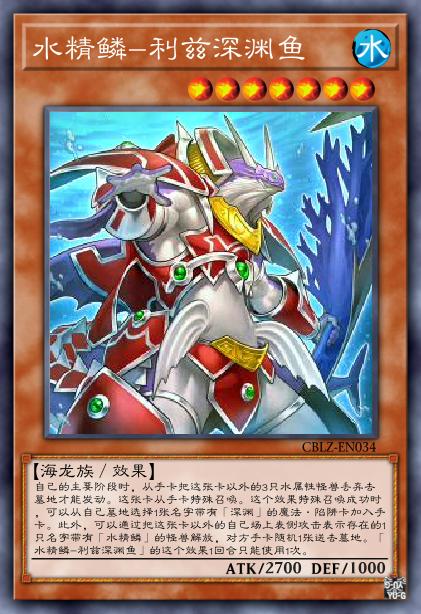 水精鳞–利兹深渊鱼
水
CBLZ-EN034
【海龙族/效果】
自己的主要阶段时，从手卡把这张卡以外的3只水属性怪兽丢弃去
墓地才能发动。这张卡从手卡特殊召唤。这个效果特殊召唤成功时
，可以从自己墓地选择1张名字带有「深渊」的魔法·陷阱卡加入手
卡。此外，可以通过把这张卡以外的自己场上表侧攻击表示存在的1
只名字带有「水精鳞」的怪兽解放，对方手卡随机1张送去墓地。「
水精鳞-利兹深渊鱼」的这个效果1回合只能使用1次。
ATK/2700 DEF/1000